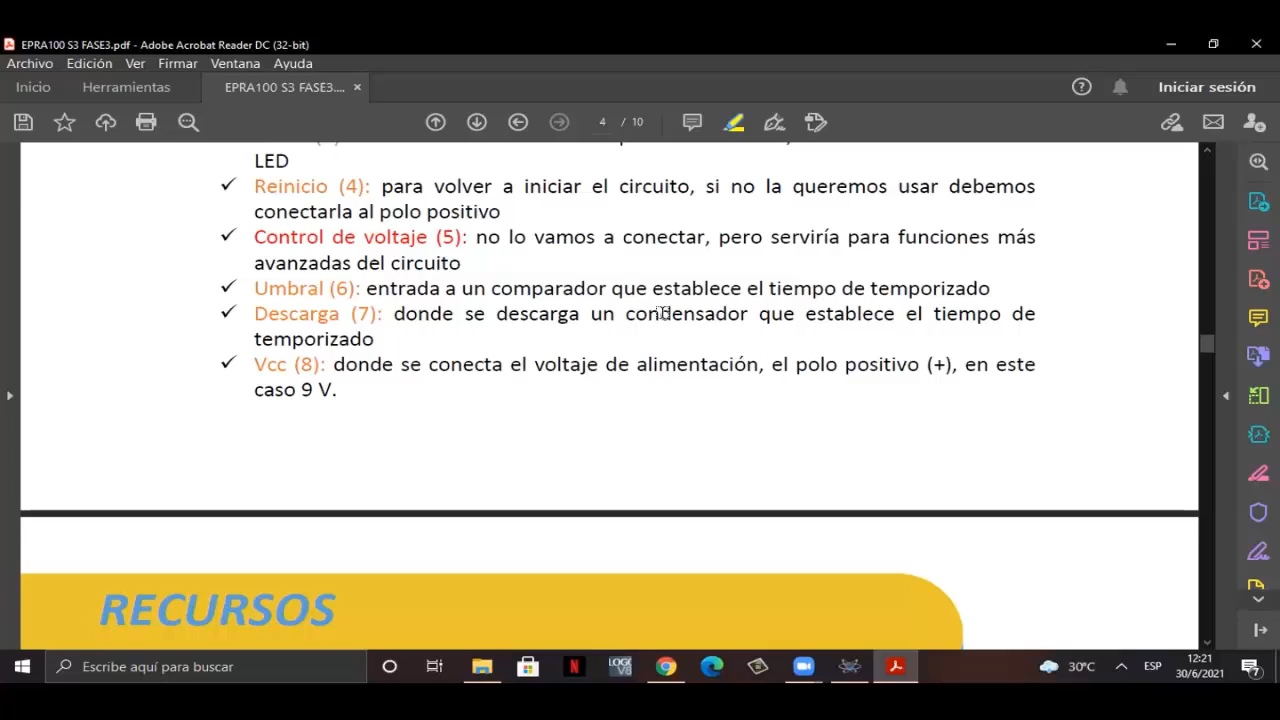 EPRA100 S3 FASE3.pdf - Adobe Acrobat Reader DC (32-bit)
Archivo Edición Ver Firmar Ventana Ayuda
Inicio Herramientas EPRA100 S3 FASE3.... × Iniciar sesión
4 / 10
LED
✓ Reinicio (4): para volver a iniciar el circuito, si no la queremos usar debemos
conectarla al polo positivo
✓ Control de voltaje (5): no lo vamos a conectar, pero serviría para funciones más
avanzadas del circuito
✓ Umbral (6): entrada a un comparador que establece el tiempo de temporizado
✓ Descarga (7): donde se descarga un condensador que establece el tiempo de
temporizado
✓ Vcc (8): donde se conecta el voltaje de alimentación, el polo positivo (+), en este
caso 9 V.
RECURSOS
Escribe aquí para buscar
30°C
ESP
12:21
30/6/2021
7